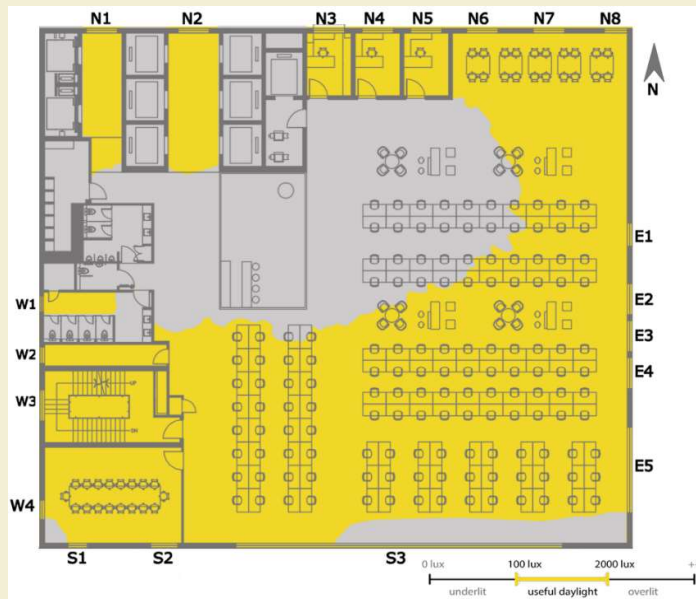 N1 N2 N3 N4 N5 N6 N7 N8
N
E1
W1 E2
E3
W2 E4
UP
W3
DN
E5
W4
S1 S2 S3
0 lux 100 lux 2000 lux
underlit useful daylight overlit